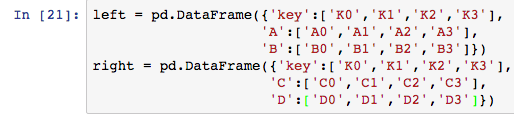 In [21]: left = pd.DataFrame({'key':['K0','K1','K2','K3'],
'A':['A0','A1','A2','A3'],
'B':['B0','B1','B2','B3']})
right = pd.DataFrame({'key':['K0','K1','K2','K3'],
'C':['C0','C1','C2','C3'],
'D':['D0','D1','D2','D3']})